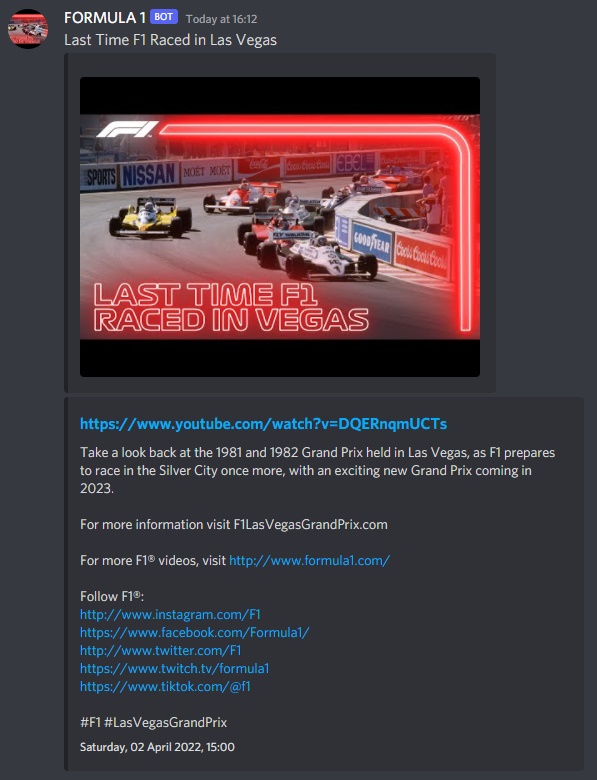 FORMULA 1 BOT Today at 16:12
Last Time F1 Raced in Las Vegas
F1
SPORTS NISSAN MOËT MOËT Coca-Cola EBEL
GOODYEAR Coca Coca Coca
LAST TIME F1
RACED IN VEGAS
https://www.youtube.com/watch?v=DQERnqmUCTs
Take a look back at the 1981 and 1982 Grand Prix held in Las Vegas, as F1 prepares
to race in the Silver City once more, with an exciting new Grand Prix coming in
2023.
For more information visit F1LasVegasGrandPrix.com
For more F1® videos, visit http://www.formula1.com/
Follow F1®:
http://www.instagram.com/F1
https://www.facebook.com/Formula1/
http://www.twitter.com/F1
https://www.twitch.tv/formula1
https://www.tiktok.com/@f1
#F1 #LasVegasGrandPrix
Saturday, 02 April 2022, 15:00